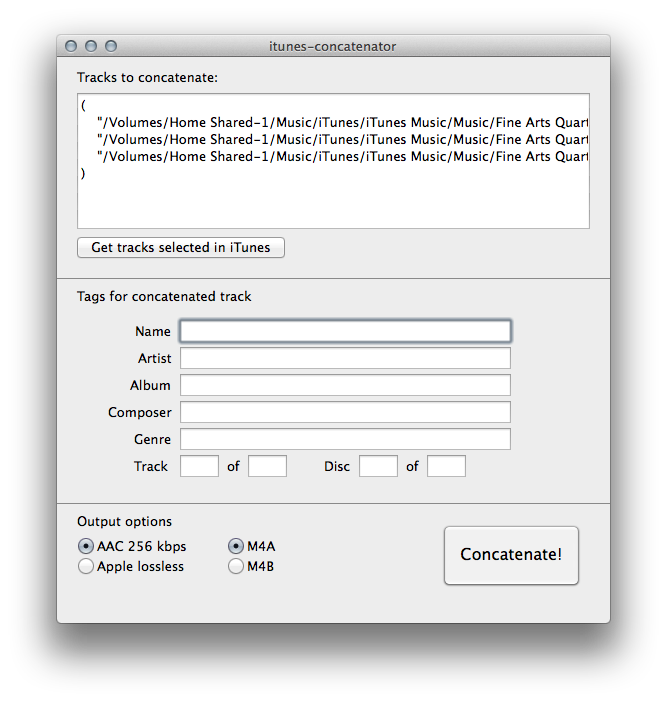 itunes-concatenator
Tracks to concatenate:
(
"/Volumes/Home Shared-1/Music/iTunes/iTunes Music/Music/Fine Arts Quart
"/Volumes/Home Shared-1/Music/iTunes/iTunes Music/Music/Fine Arts Quart
"/Volumes/Home Shared-1/Music/iTunes/iTunes Music/Music/Fine Arts Quart
)
Get tracks selected in iTunes
Tags for concatenated track
Name
Artist
Album
Composer
Genre
Track of Disc of
Output options
AAC 256 kbps M4A
Apple lossless M4B
Concatenate!